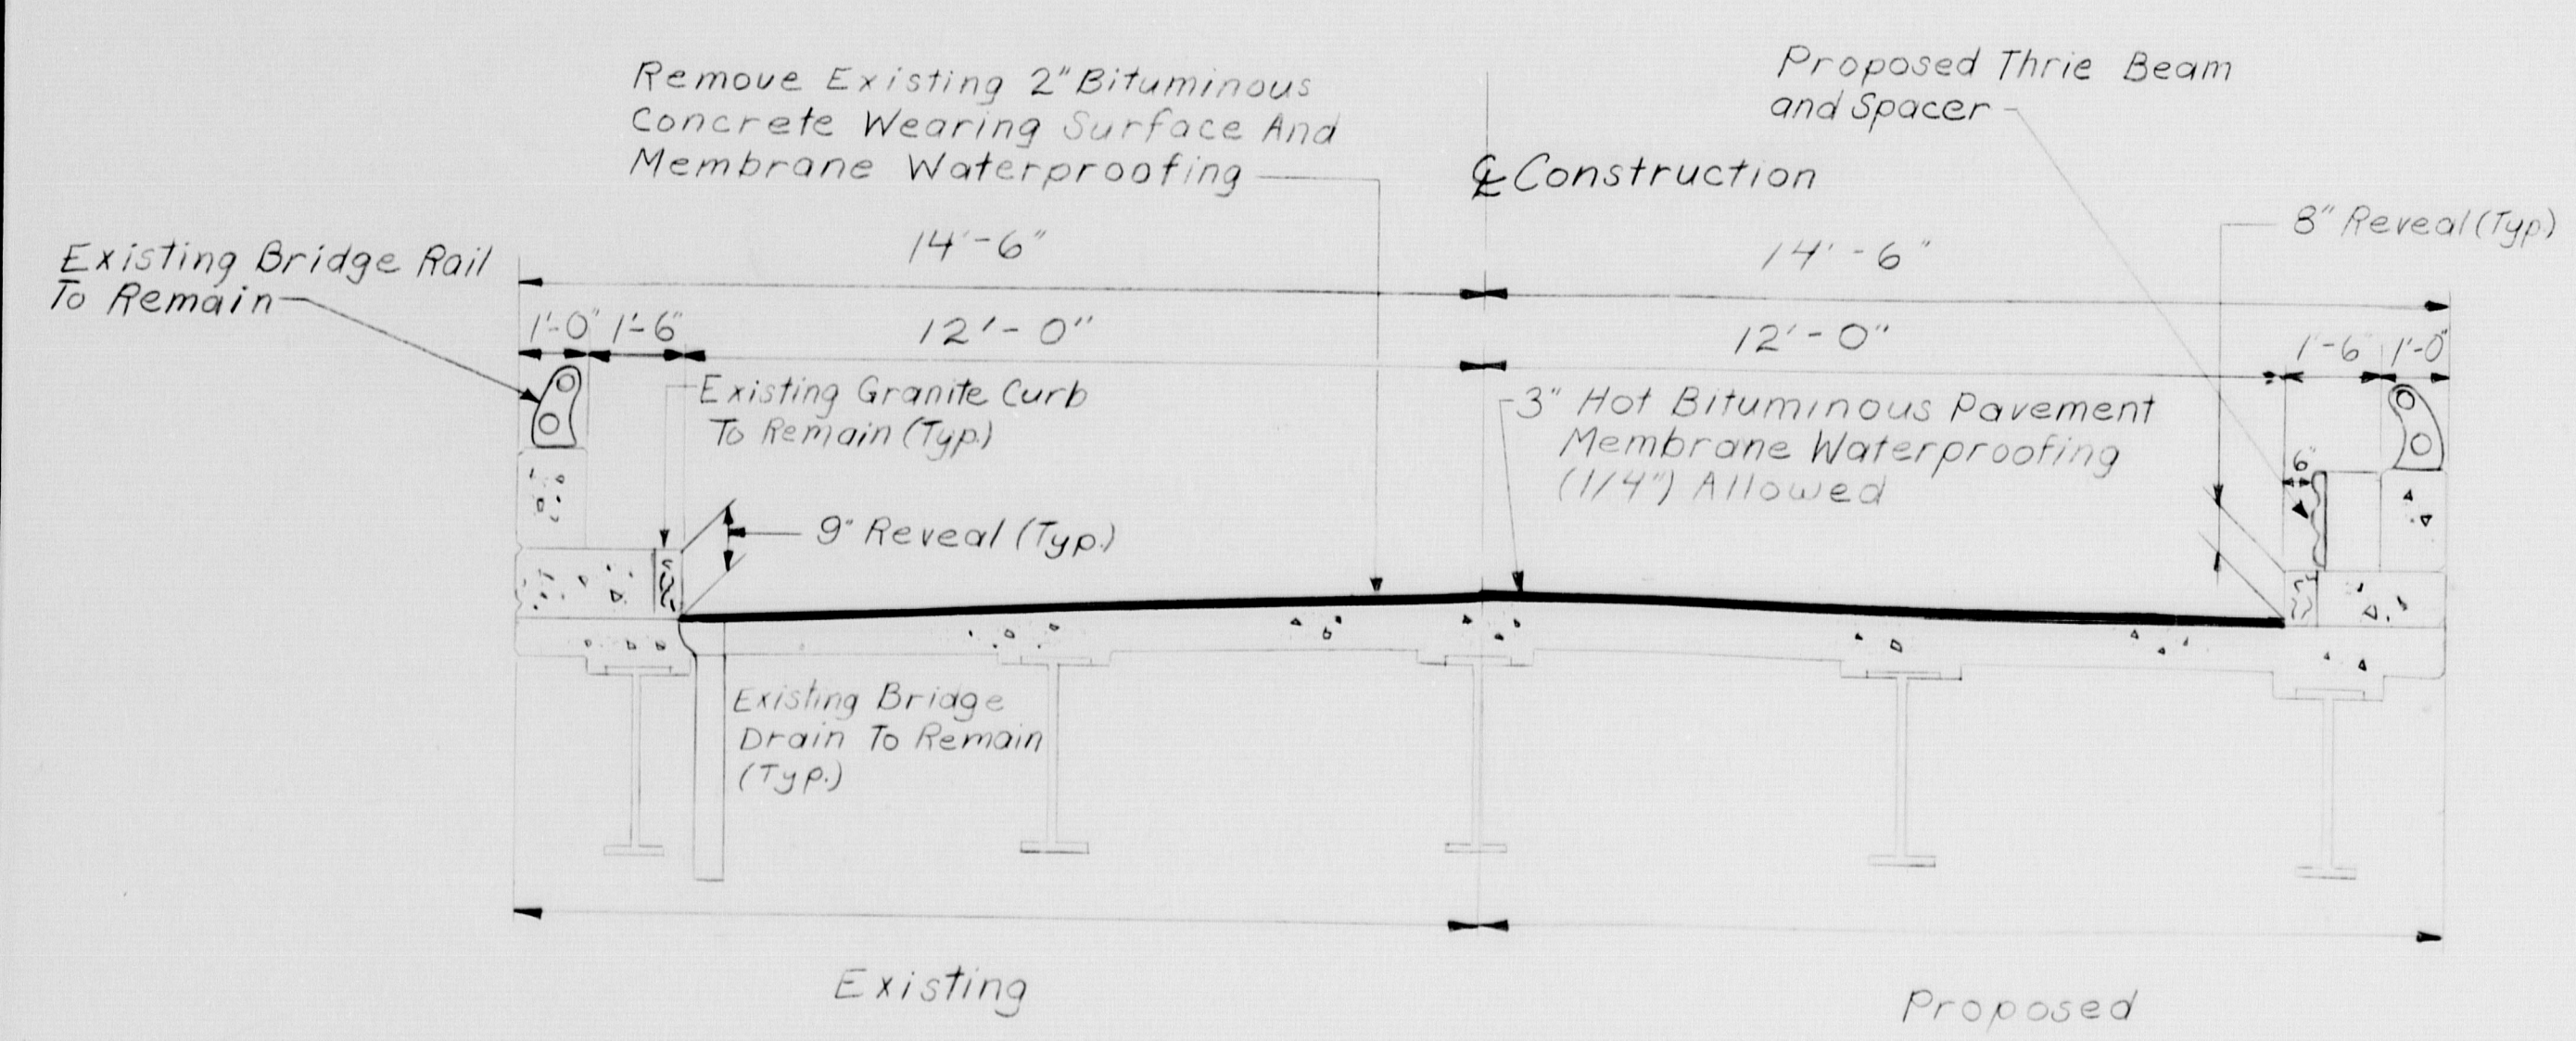 Remove Existing 2" Bituminous
Concrete Wearing Surface And
Membrane Waterproofing
Proposed Thrie Beam
and Spacer
℄ Construction
8" Reveal (Typ.)
Existing Bridge Rail
To Remain
14'-6"
14'-6"
1'-0"
1'-6"
12'-0"
12'-0"
1'-6"
1'-0"
Existing Granite Curb
To Remain (Typ.)
3" Hot Bituminous Pavement
Membrane Waterproofing
(1/4") Allowed
6"
9" Reveal (Typ.)
Existing Bridge
Drain To Remain
(Typ.)
Existing
Proposed